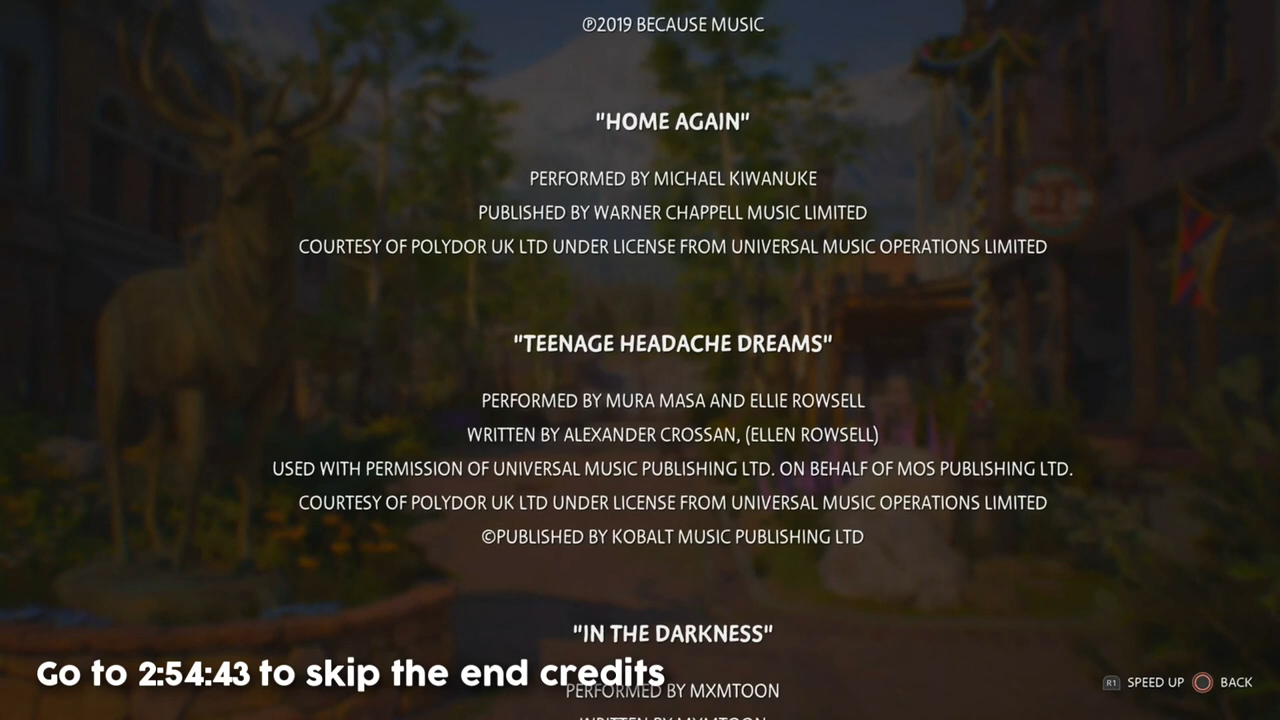 ℗2019 BECAUSE MUSIC
"HOME AGAIN"
PERFORMED BY MICHAEL KIWANUKE
PUBLISHED BY WARNER CHAPPELL MUSIC LIMITED
COURTESY OF POLYDOR UK LTD UNDER LICENSE FROM UNIVERSAL MUSIC OPERATIONS LIMITED
"TEENAGE HEADACHE DREAMS"
PERFORMED BY MURA MASA AND ELLIE ROWSELL
WRITTEN BY ALEXANDER CROSSAN, (ELLEN ROWSELL)
USED WITH PERMISSION OF UNIVERSAL MUSIC PUBLISHING LTD. ON BEHALF OF MOS PUBLISHING LTD.
COURTESY OF POLYDOR UK LTD UNDER LICENSE FROM UNIVERSAL MUSIC OPERATIONS LIMITED
©PUBLISHED BY KOBALT MUSIC PUBLISHING LTD
"IN THE DARKNESS"
Go to 2:54:43 to skip the end credits
PERFORMED BY MXMTOON
R1 SPEED UP BACK
WRITTEN BY MXMTOON